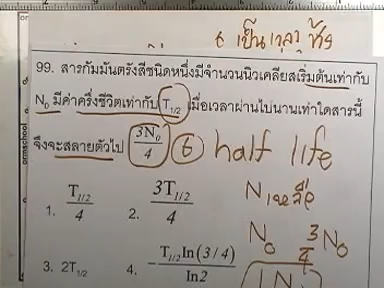 t เป็นเวลา
99. สารกัมมันตรังสีชนิดหนึ่งมีจำนวนนิวเคลียสเริ่มต้นเท่ากับ
N₀ มีค่าครึ่งชีวิตเท่ากับ T1/2 เมื่อเวลาผ่านไปนานเท่าใดสารนี้
จึงจะสลายตัวไป 3N₀/4 t half life
1. T1/2/4 2. 3T1/2/4
N เหลือ
N₀ 3/4 N₀
3. 2T1/2 4. -T1/2 ln(3/4)/ln2